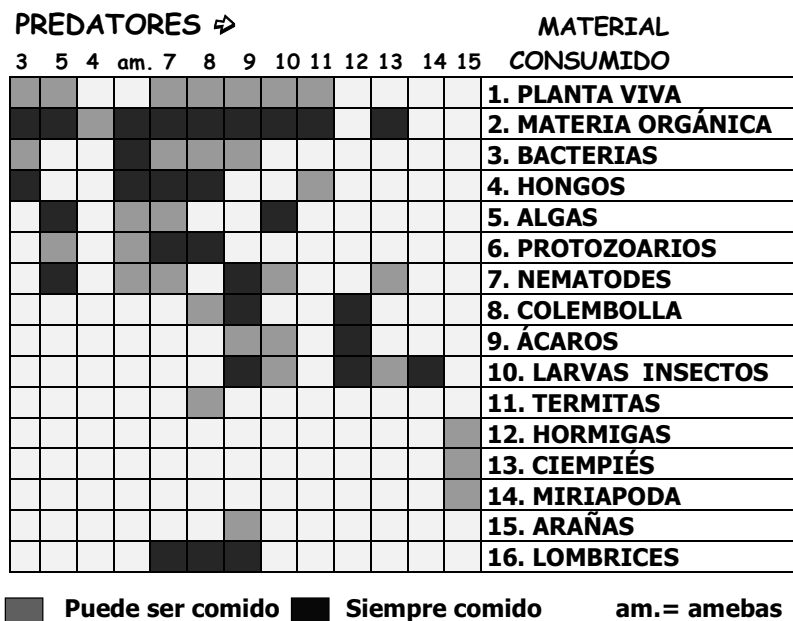 PREDATORES ➩ MATERIAL
3 5 4 am. 7 8 9 10 11 12 13 14 15 CONSUMIDO
1. PLANTA VIVA
2. MATERIA ORGÁNICA
3. BACTERIAS
4. HONGOS
5. ALGAS
6. PROTOZOARIOS
7. NEMATODES
8. COLEMBOLLA
9. ÁCAROS
10. LARVAS INSECTOS
11. TERMITAS
12. HORMIGAS
13. CIEMPIÉS
14. MIRIAPODA
15. ARAÑAS
16. LOMBRICES
Puede ser comido Siempre comido am.= amebas